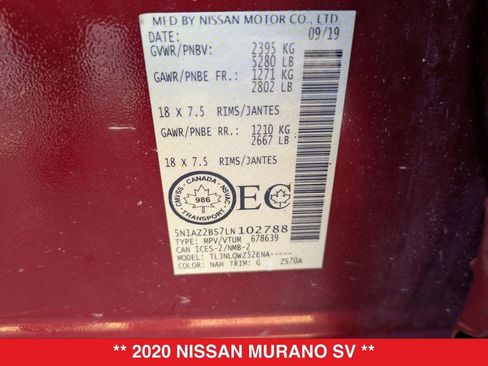 MFD BY NISSAN MOTOR CO., LTD.
DATE: 09/19
GVWR/PNBV: 2395 KG
5280 LB
GAWR/PNBE FR.: 1271 KG
2802 LB
18 X 7.5 RIMS/JANTES
GAWR/PNBE RR.: 1210 KG
2667 LB
18 X 7.5 RIMS/JANTES
CMVSS - CANADA - NSVAC
986
TRANSPORT
EC
5N1AZ2BS7LN102788
TYPE: MPV/VTUM 678639
CAN ICES-2/NMB-2
MODEL: TLJNLQWZ52ENA-----
COLOR: NAH TRIM: G ZS70A
** 2020 NISSAN MURANO SV **